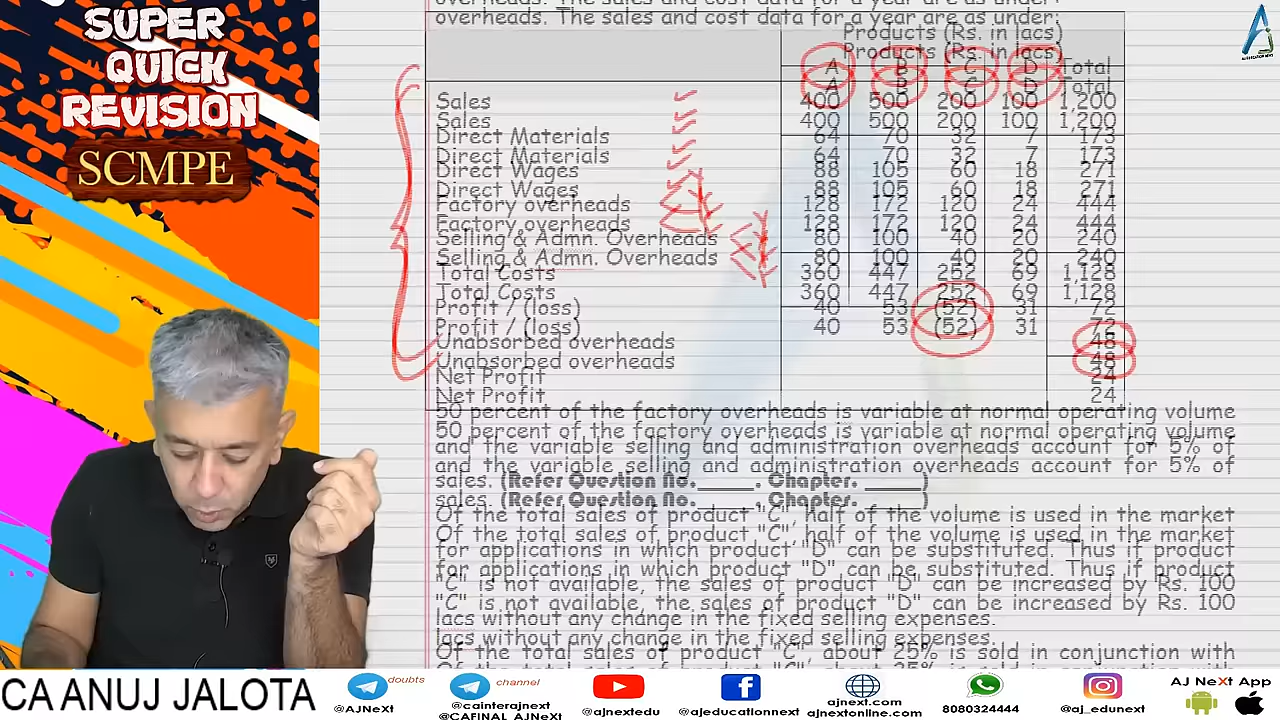 SUPER
QUICK
REVISION
SCMPE
overheads. The sales and cost data for a year are as under:
Products (Rs. in lacs)
A B C D Total
Sales 400 500 200 100 1,200
Direct Materials 64 70 32 7 173
Direct Wages 88 105 60 18 271
Factory overheads 128 172 120 24 444
Selling & Admn. Overheads 80 100 40 20 240
Total Costs 360 447 252 69 1,128
Profit / (loss) 40 53 (52) 31 72
Unabsorbed overheads 48
Net Profit 24
50 percent of the factory overheads is variable at normal operating volume
and the variable selling and administration overheads account for 5% of
sales. (Refer Question No. _____, Chapter. _____)
Of the total sales of product "C", half of the volume is used in the market
for applications in which product "D" can be substituted. Thus if product
"C" is not available, the sales of product "D" can be increased by Rs. 100
lacs without any change in the fixed selling expenses.
Of the total sales of product "C", about 25% is sold in conjunction with
CA ANUJ JALOTA
doubts
@AJNeXt
channel
@cainterajnext
@CAFINAL_AJNeXt
@ajnextedu
@ajeducationnext
ajnext.com
ajnextonline.com
8080324444
@aj_edunext
AJ NeXt App